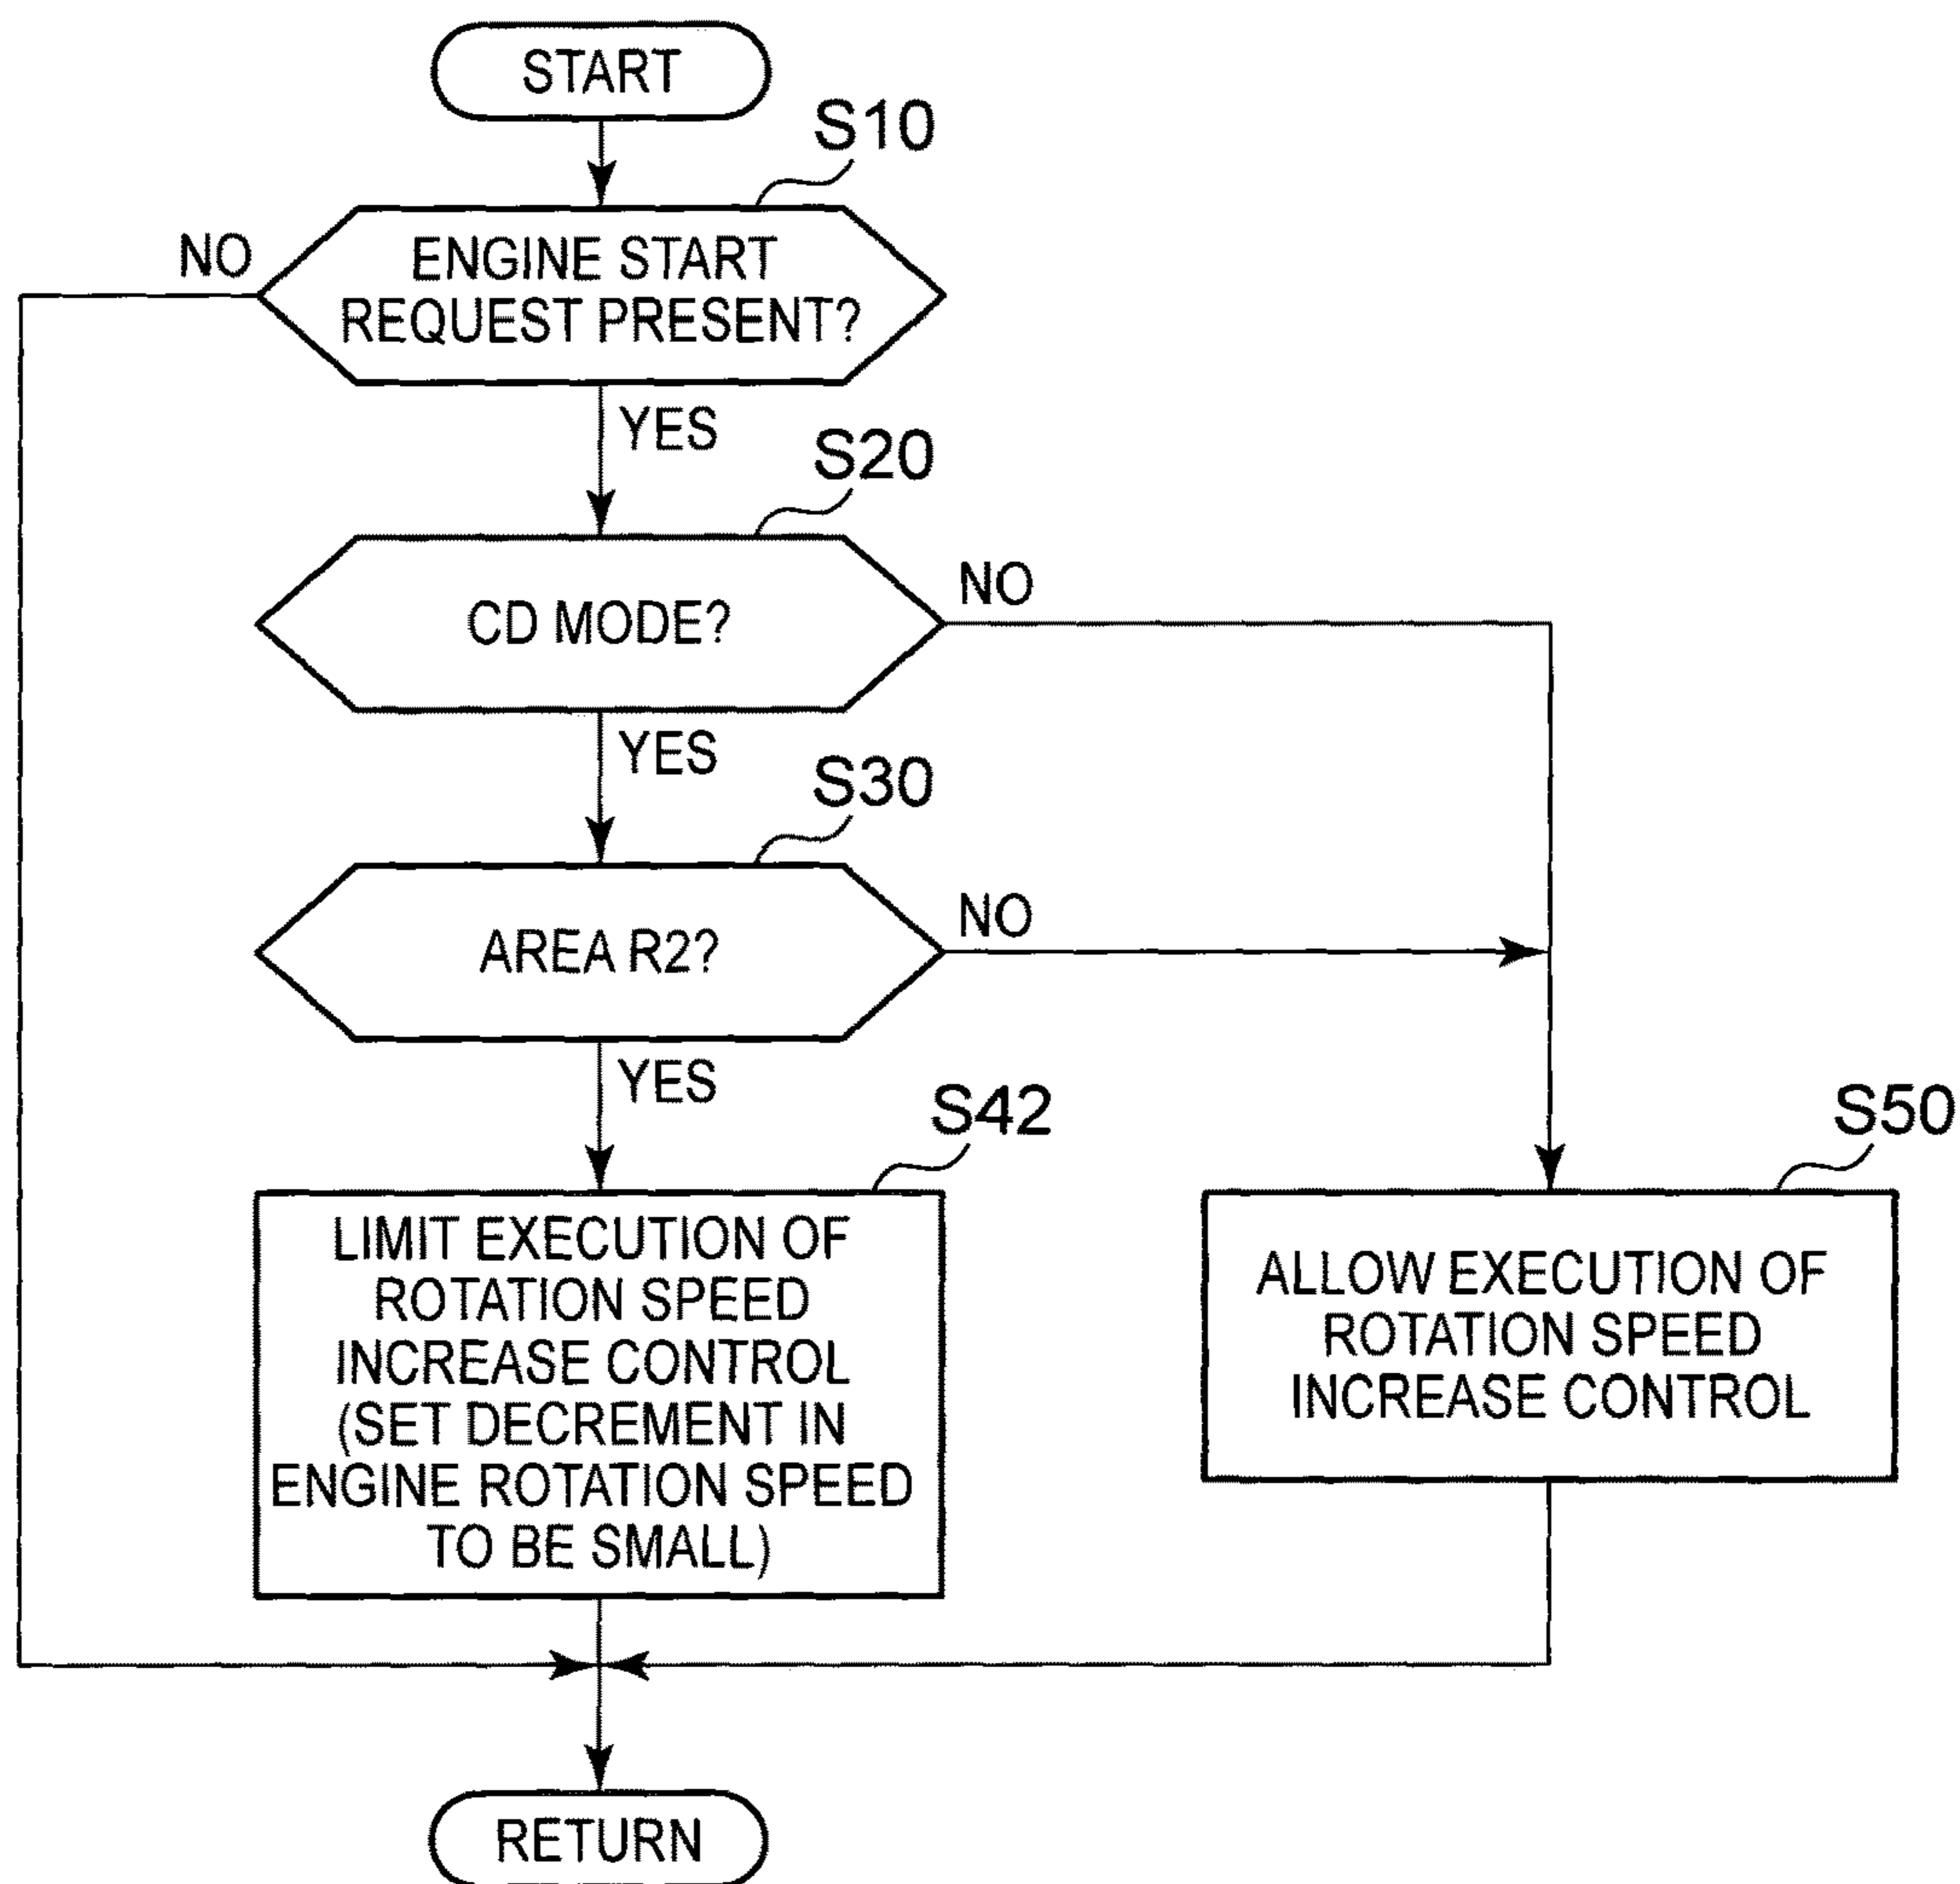 START
S10
NO
ENGINE START
REQUEST PRESENT?
YES
S20
CD MODE?
NO
YES
S30
AREA R2?
NO
YES
S42
LIMIT EXECUTION OF
ROTATION SPEED
INCREASE CONTROL
(SET DECREMENT IN
ENGINE ROTATION SPEED
TO BE SMALL)
S50
ALLOW EXECUTION OF
ROTATION SPEED
INCREASE CONTROL
RETURN